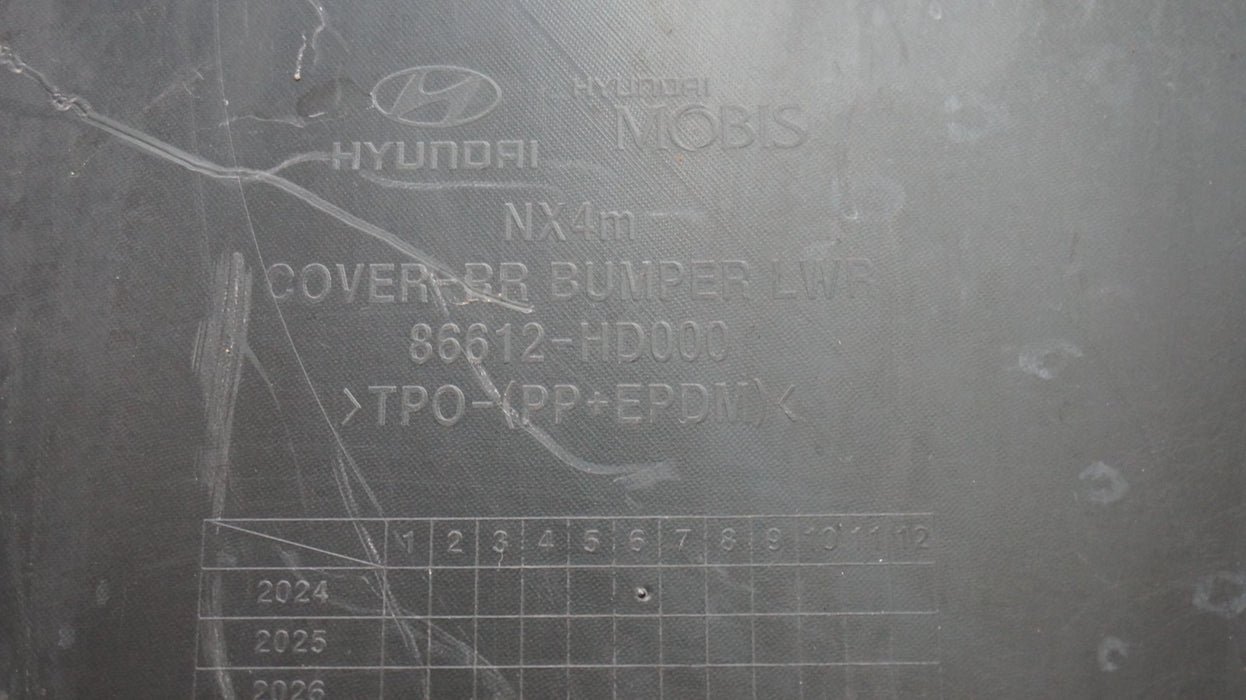 HYUNDAI
HYUNDAI
MOBIS
NX4m
COVER-RR BUMPER LWR
86612-HD000
>TPO-(PP+EPDM)<
1 2 3 4 5 6 7 8 9 10 11 12
2024
2025
2026